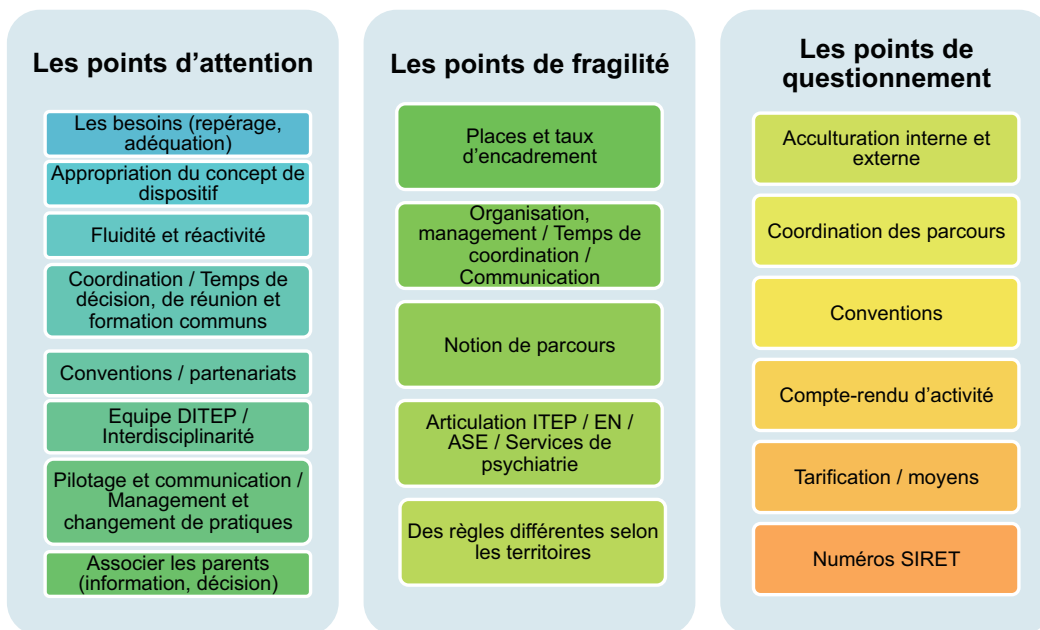 Les points d'attention
Les besoins (repérage,
adéquation)
Appropriation du concept de
dispositif
Fluidité et réactivité
Coordination / Temps de
décision, de réunion et
formation communs
Conventions / partenariats
Equipe DITEP /
Interdisciplinarité
Pilotage et communication /
Management et
changement de pratiques
Associer les parents
(information, décision)
Les points de fragilité
Places et taux
d'encadrement
Organisation,
management / Temps de
coordination /
Communication
Notion de parcours
Articulation ITEP / EN /
ASE / Services de
psychiatrie
Des règles différentes selon
les territoires
Les points de
questionnement
Acculturation interne et
externe
Coordination des parcours
Conventions
Compte-rendu d'activité
Tarification / moyens
Numéros SIRET